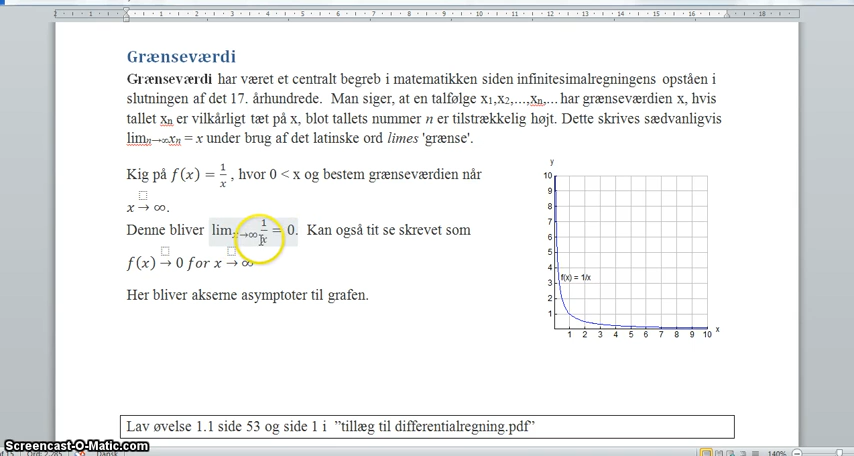 Grænseværdi
Grænseværdi har været et centralt begreb i matematikken siden infinitesimalregningens opståen i
slutningen af det 17. århundrede. Man siger, at en talfølge x1,x2,…,xn,… har grænseværdien x, hvis
tallet xn er vilkårligt tæt på x, blot tallets nummer n er tilstrækkelig højt. Dette skrives sædvanligvis
limn→∞xn = x under brug af det latinske ord limes 'grænse'.
Kig på f(x) = 1/x , hvor 0 < x og bestem grænseværdien når
x → ∞.
Denne bliver limx→∞ 1/x = 0. Kan også tit se skrevet som
f(x) → 0 for x → ∞
Her bliver akserne asymptoter til grafen.
y
10
9
8
7
6
5
4
3
2
1
f(x) = 1/x
1 2 3 4 5 6 7 8 9 10
x
Lav øvelse 1.1 side 53 og side 1 i ”tillæg til differentialregning.pdf”
Screencast-O-Matic.com
140%